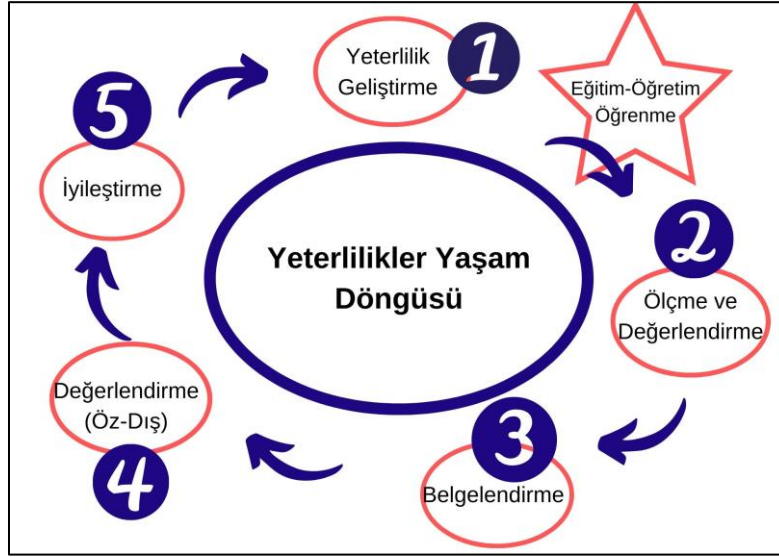 Yeterlilikler Yaşam
Döngüsü
1
Yeterlilik
Geliştirme
Eğitim-Öğretim
Öğrenme
2
Ölçme ve
Değerlendirme
3
Belgelendirme
4
Değerlendirme
(Öz-Dış)
5
İyileştirme